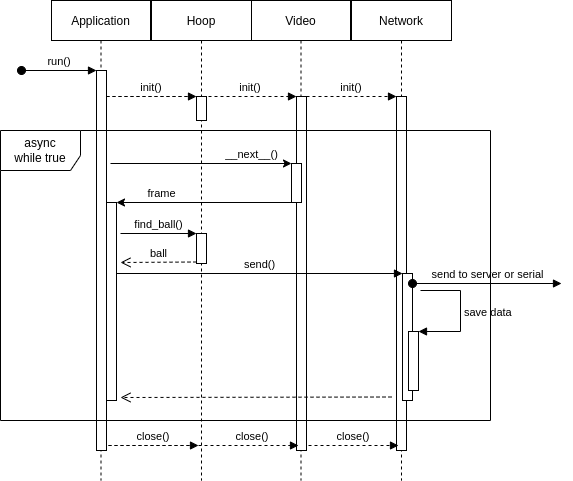 Application
Hoop
Video
Network
run()
init()
init()
init()
async
while true
__next__()
frame
find_ball()
ball
send()
send to server or serial
save data
close()
close()
close()